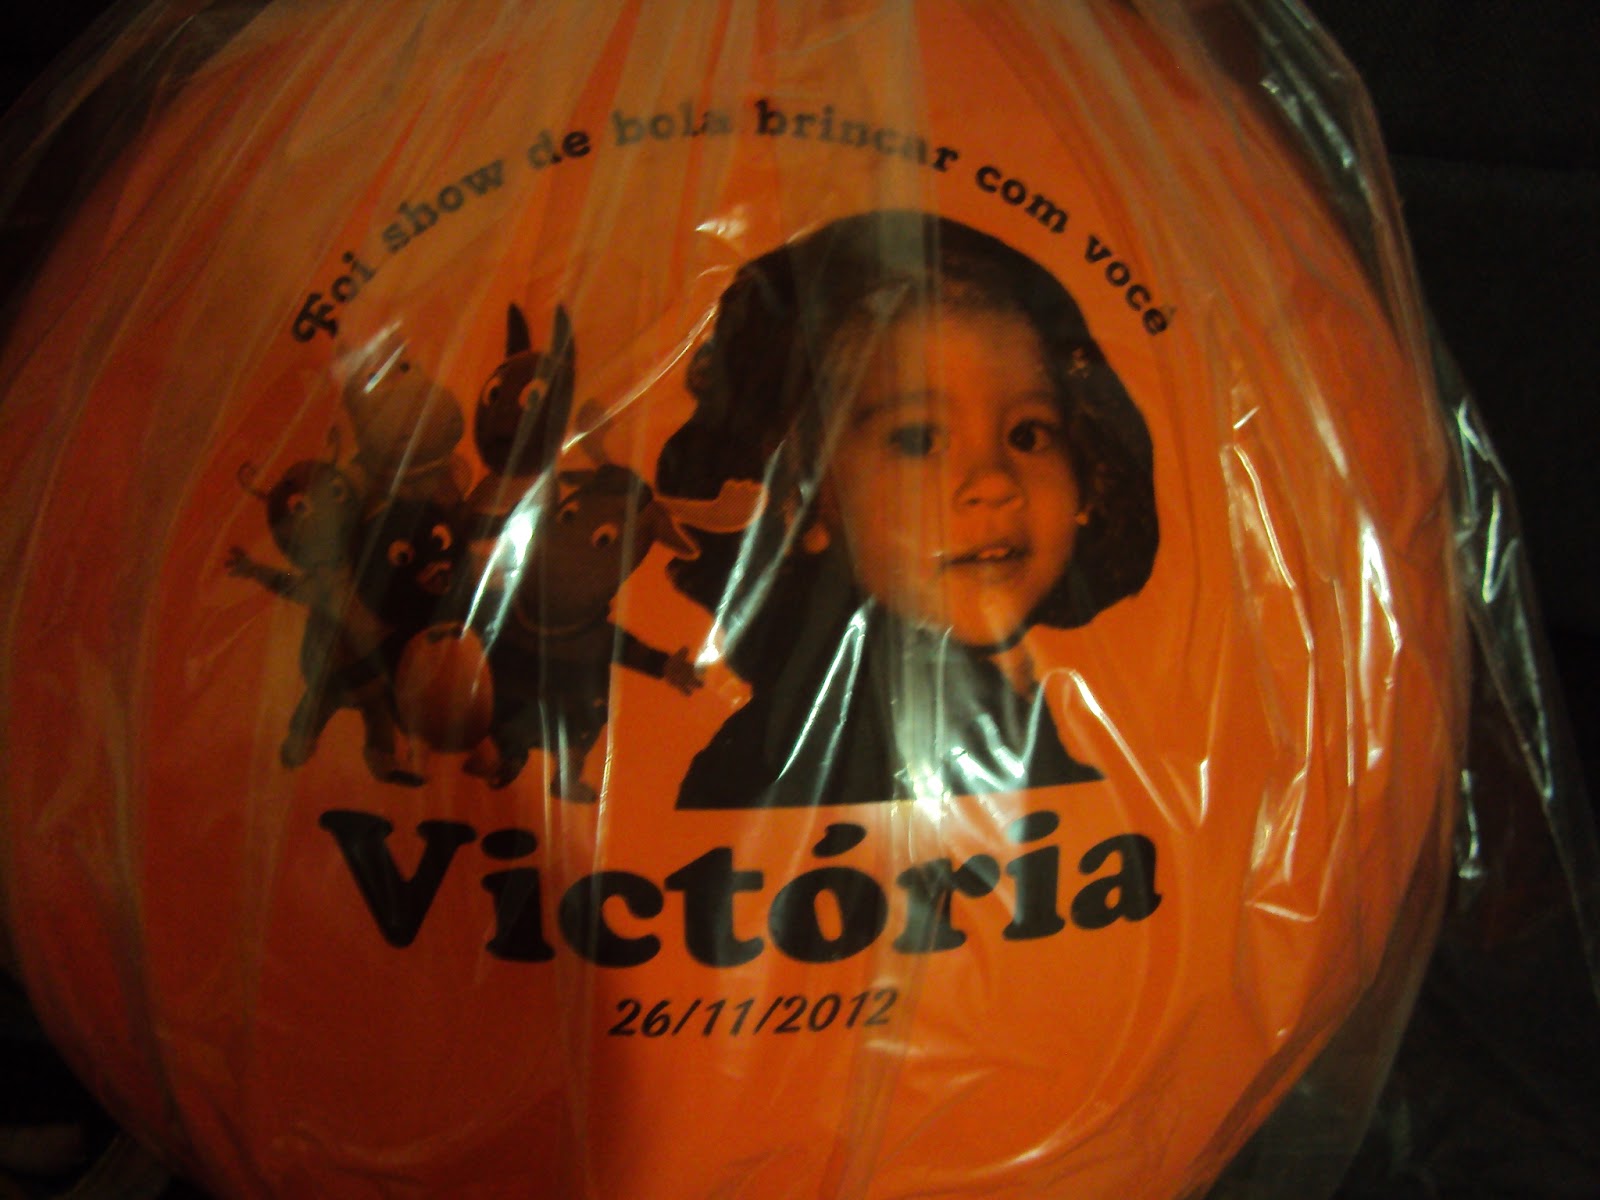 Foi show de bola brincar com você
Victória
26/11/2012